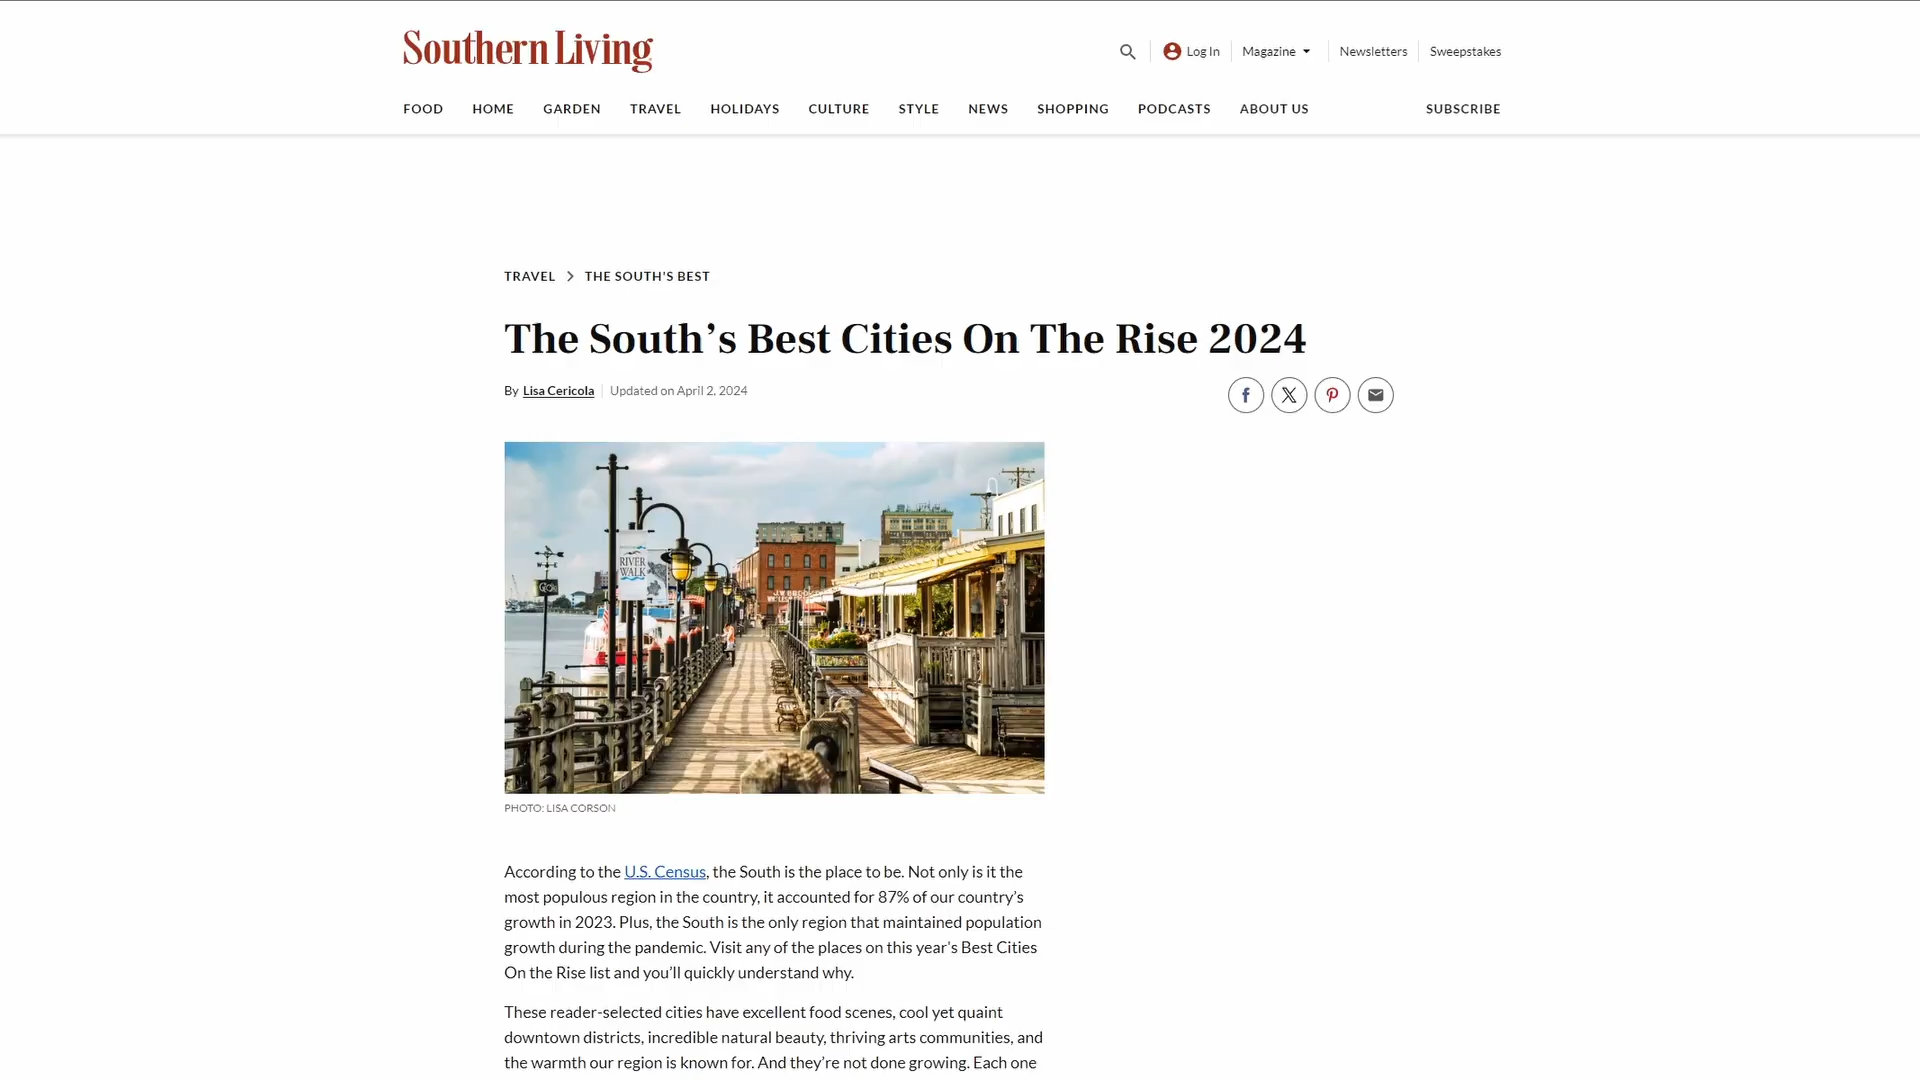 Southern Living
Log In
Magazine
Newsletters
Sweepstakes
FOOD HOME GARDEN TRAVEL HOLIDAYS CULTURE STYLE NEWS SHOPPING PODCASTS ABOUT US SUBSCRIBE
TRAVEL > THE SOUTH'S BEST
The South’s Best Cities On The Rise 2024
By Lisa Cericola Updated on April 2, 2024
RIVER
WALK
PHOTO: LISA CORSON
According to the U.S. Census, the South is the place to be. Not only is it the
most populous region in the country, it accounted for 87% of our country’s
growth in 2023. Plus, the South is the only region that maintained population
growth during the pandemic. Visit any of the places on this year's Best Cities
On the Rise list and you’ll quickly understand why.
These reader-selected cities have excellent food scenes, cool yet quaint
downtown districts, incredible natural beauty, thriving arts communities, and
the warmth our region is known for. And they’re not done growing. Each one